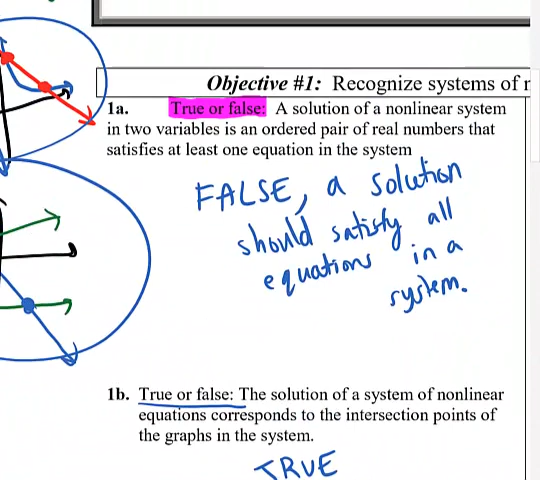 Objective #1: Recognize systems of
1a. True or false: A solution of a nonlinear system
in two variables is an ordered pair of real numbers that
satisfies at least one equation in the system
FALSE, a solution
should satisfy all
equations in a
system.
1b. True or false: The solution of a system of nonlinear
equations corresponds to the intersection points of
the graphs in the system.
TRUE